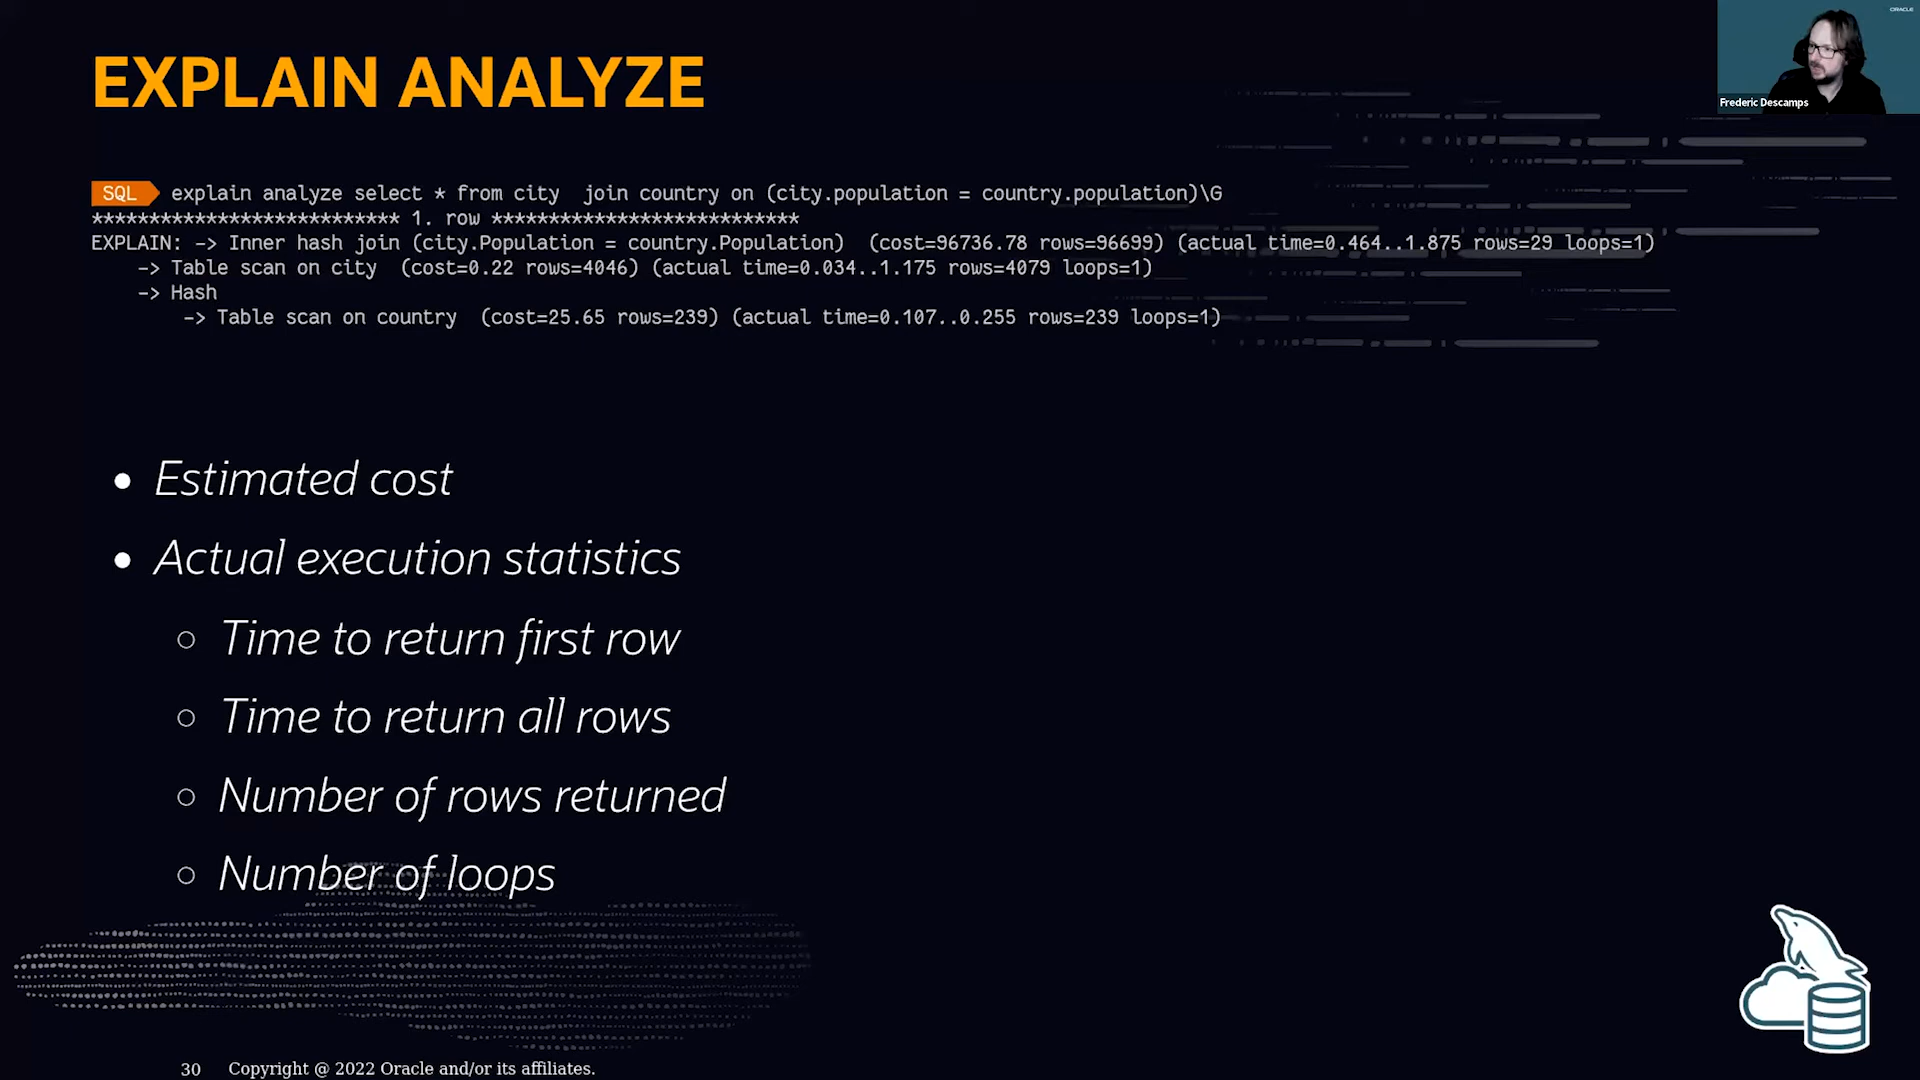 ORACLE
Frederic Descamps
EXPLAIN ANALYZE
SQL explain analyze select * from city  join country on (city.population = country.population)\G
*************************** 1. row ***************************
EXPLAIN: -> Inner hash join (city.Population = country.Population)  (cost=96736.78 rows=96699) (actual time=0.464..1.875 rows=29 loops=1)
    -> Table scan on city  (cost=0.22 rows=4046) (actual time=0.034..1.175 rows=4079 loops=1)
    -> Hash
        -> Table scan on country  (cost=25.65 rows=239) (actual time=0.107..0.255 rows=239 loops=1)
• Estimated cost
• Actual execution statistics
○ Time to return first row
○ Time to return all rows
○ Number of rows returned
○ Number of loops
30 Copyright @ 2022 Oracle and/or its affiliates.